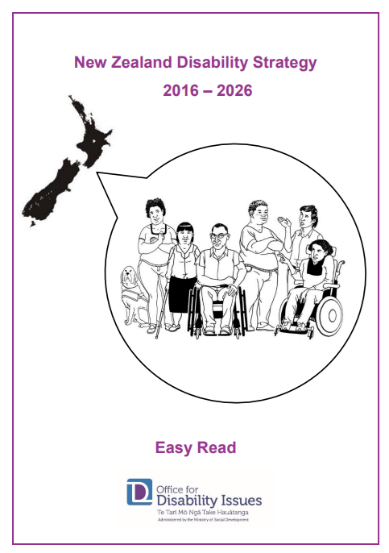 New Zealand Disability Strategy
2016 – 2026
Easy Read
Office for
Disability Issues
Te Tari Mō Ngā Take Hauātanga
Administered by the Ministry of Social Development